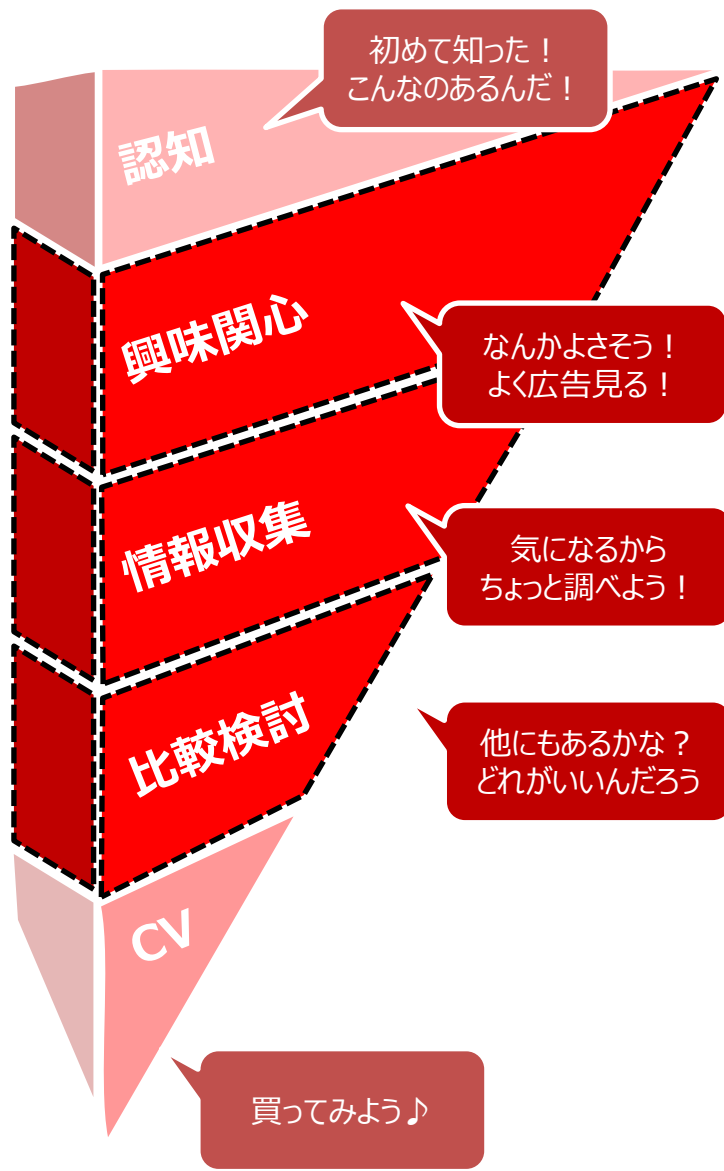 初めて知った！
こんなのあるんだ！
認知
興味関心
なんかよさそう！
よく広告見る！
情報収集
気になるから
ちょっと調べよう！
比較検討
他にもあるかな？
どれがいいんだろう
CV
買ってみよう♪